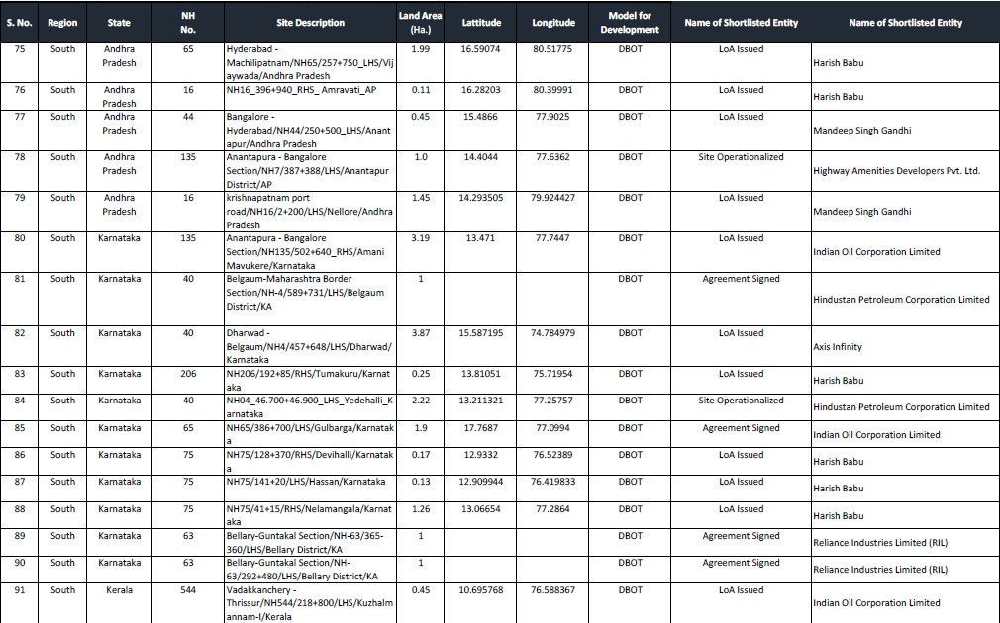 S. No. Region State NH No. Site Description Land Area (Ha.) Lattitude Longitude Model for Development Name of Shortlisted Entity Name of Shortlisted Entity
75 South Andhra Pradesh 65 Hyderabad - Machilipatnam/NH65/257+750_LHS/Vijaywada/Andhra Pradesh 1.99 16.59074 80.51775 DBOT LoA Issued Harish Babu
76 South Andhra Pradesh 16 NH16_396+940_RHS_ Amravati_AP 0.11 16.28203 80.39991 DBOT LoA Issued Harish Babu
77 South Andhra Pradesh 44 Bangalore - Hyderabad/NH44/250+500_LHS/Anantapur/Andhra Pradesh 0.45 15.4866 77.9025 DBOT LoA Issued Mandeep Singh Gandhi
78 South Andhra Pradesh 135 Anantapura - Bangalore Section/NH7/387+388/LHS/Anantapur District/AP 1.0 14.4044 77.6362 DBOT Site Operationalized Highway Amenities Developers Pvt. Ltd.
79 South Andhra Pradesh 16 krishnapatnam port road/NH16/2+200/LHS/Nellore/Andhra Pradesh 1.45 14.293505 79.924427 DBOT LoA Issued Mandeep Singh Gandhi
80 South Karnataka 135 Anantapura - Bangalore Section/NH135/502+640_RHS/Amani Mavukere/Karnataka 3.19 13.471 77.7447 DBOT LoA Issued Indian Oil Corporation Limited
81 South Karnataka 40 Belgaum-Maharashtra Border Section/NH-4/589+731/LHS/Belgaum District/KA 1 DBOT Agreement Signed Hindustan Petroleum Corporation Limited
82 South Karnataka 40 Dharwad - Belgaum/NH4/457+648/LHS/Dharwad/Karnataka 3.87 15.587195 74.784979 DBOT LoA Issued Axis Infinity
83 South Karnataka 206 NH206/192+85/RHS/Tumakuru/Karnataka 0.25 13.81051 75.71954 DBOT LoA Issued Harish Babu
84 South Karnataka 40 NH04_46.700+46.900_LHS_Yedehalli_Karnataka 2.22 13.211321 77.25757 DBOT Site Operationalized Hindustan Petroleum Corporation Limited
85 South Karnataka 65 NH65/386+700/LHS/Gulbarga/Karnataka 1.9 17.7687 77.0994 DBOT Agreement Signed Indian Oil Corporation Limited
86 South Karnataka 75 NH75/128+370/RHS/Devihalli/Karnataka 0.17 12.9332 76.52389 DBOT LoA Issued Harish Babu
87 South Karnataka 75 NH75/141+20/LHS/Hassan/Karnataka 0.13 12.909944 76.419833 DBOT LoA Issued Harish Babu
88 South Karnataka 75 NH75/41+15/RHS/Nelamangala/Karnataka 1.26 13.06654 77.2864 DBOT LoA Issued Harish Babu
89 South Karnataka 63 Bellary-Guntakal Section/NH-63/365-360/LHS/Bellary District/KA 1 DBOT Agreement Signed Reliance Industries Limited (RIL)
90 South Karnataka 63 Bellary-Guntakal Section/NH-63/292+480/LHS/Bellary District/KA 1 DBOT Agreement Signed Reliance Industries Limited (RIL)
91 South Kerala 544 Vadakkanchery - Thrissur/NH544/218+800/LHS/Kuzhalmannam-I/Kerala 0.45 10.695768 76.588367 DBOT LoA Issued Indian Oil Corporation Limited